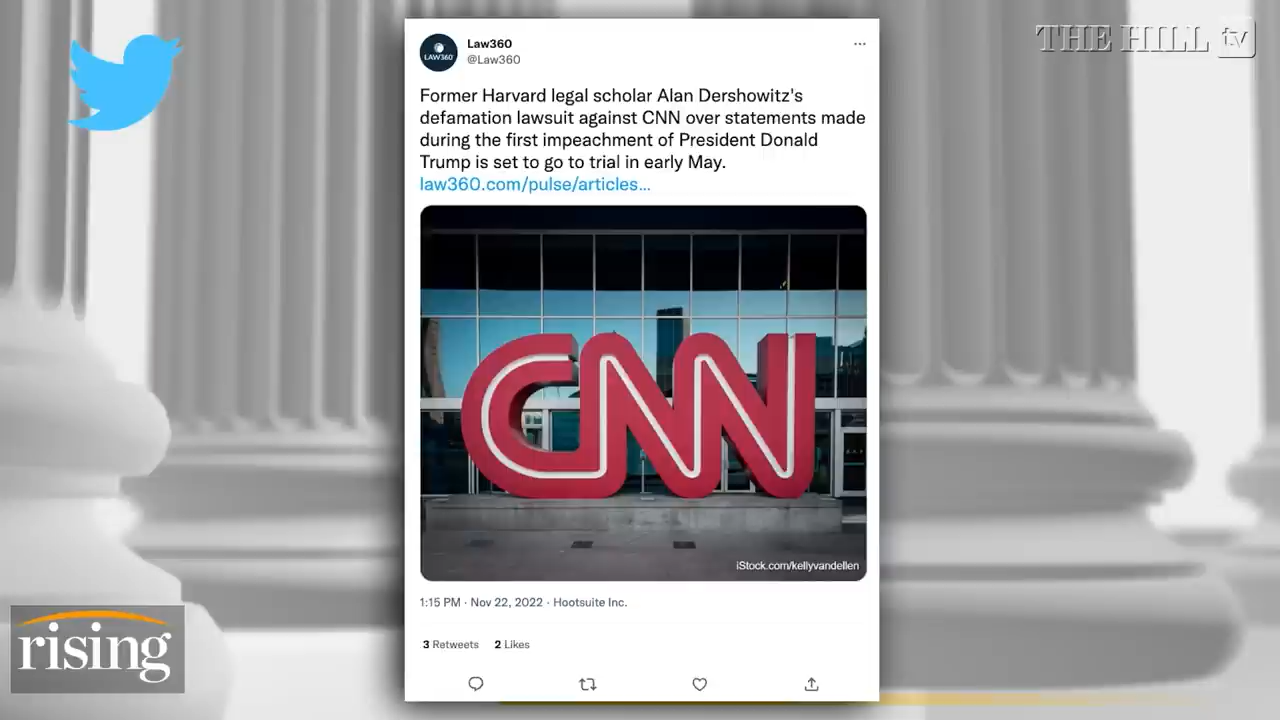 THE HILL tv
LAW360
Law360
@Law360
Former Harvard legal scholar Alan Dershowitz's
defamation lawsuit against CNN over statements made
during the first impeachment of President Donald
Trump is set to go to trial in early May.
law360.com/pulse/articles...
CNN
iStock.com/kellyvandellen
1:15 PM · Nov 22, 2022 · Hootsuite Inc.
3 Retweets 2 Likes
rising